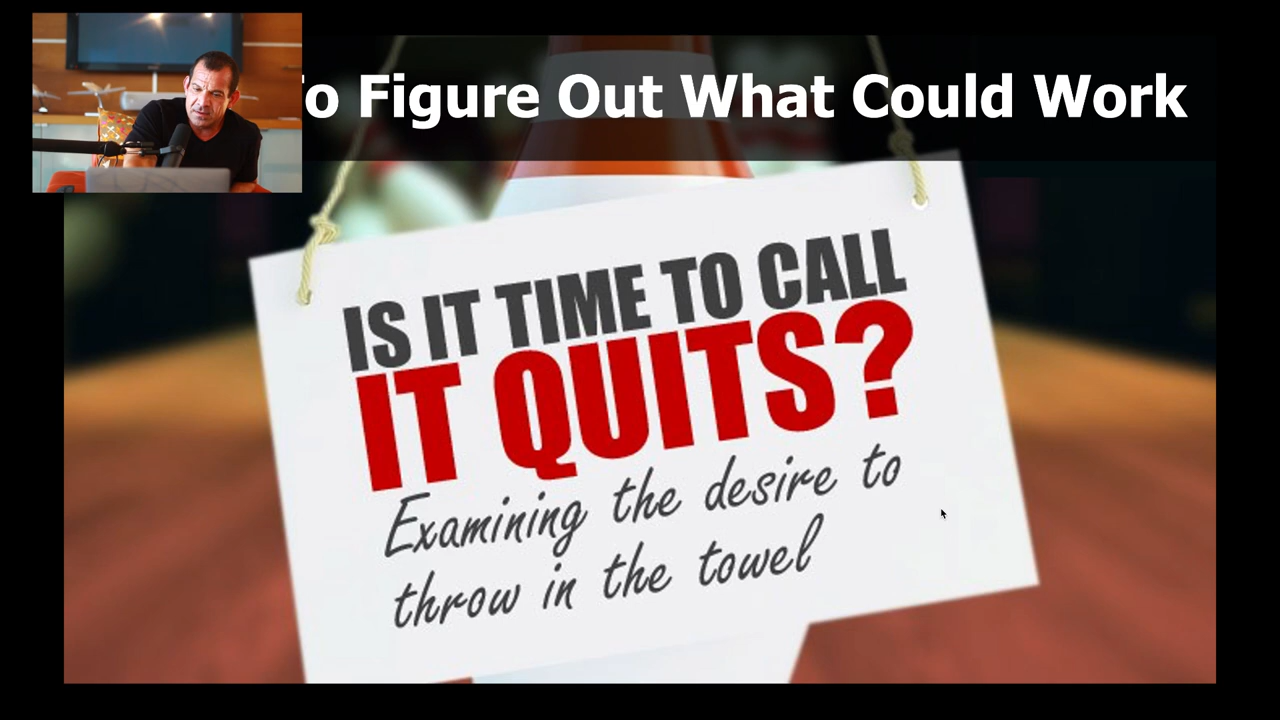 To Figure Out What Could Work
IS IT TIME TO CALL
IT QUITS?
Examining the desire to
throw in the towel